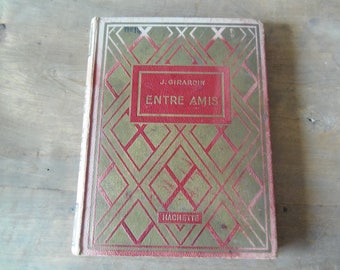 J. GIRARDIN
ENTRE AMIS
HACHETTE